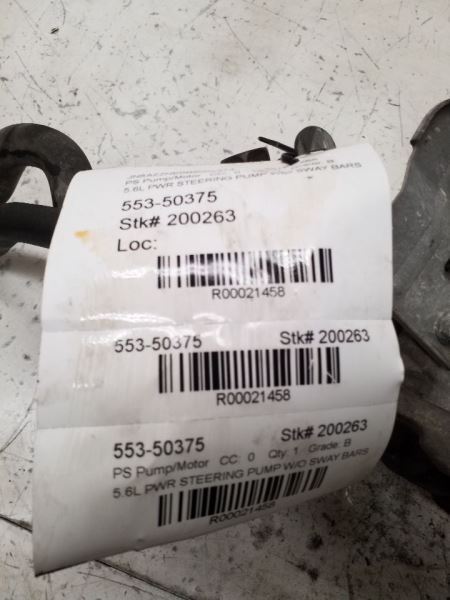 PS Pump/Motor B
5.6L PWR STEERING PUMP W/O SWAY BARS
553-50375
Stk# 200263
Loc:
R00021458
553-50375 Stk# 200263
R00021458
553-50375 Stk# 200263
PS Pump/Motor CC: 0 Qty: 1 Grade: B
5.6L PWR STEERING PUMP W/O SWAY BARS
R00021458